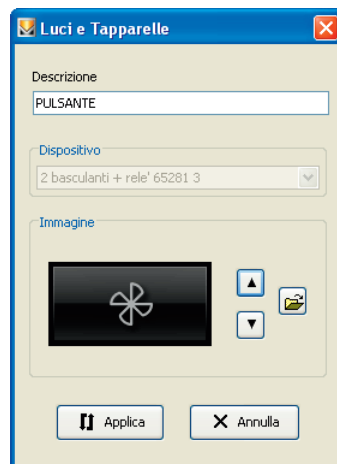 Luci e Tapparelle
Descrizione
PULSANTE
Dispositivo
2 basculanti + rele' 65281 3
Immagine
Applica
Annulla